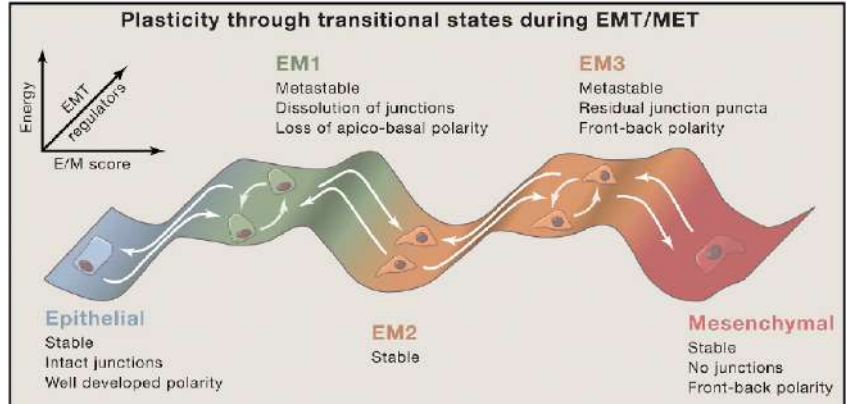 Plasticity through transitional states during EMT/MET
Energy
EMT
regulators
E/M score
EM1
Metastable
Dissolution of junctions
Loss of apico-basal polarity
EM3
Metastable
Residual junction puncta
Front-back polarity
Epithelial
Stable
Intact junctions
Well developed polarity
EM2
Stable
Mesenchymal
Stable
No junctions
Front-back polarity